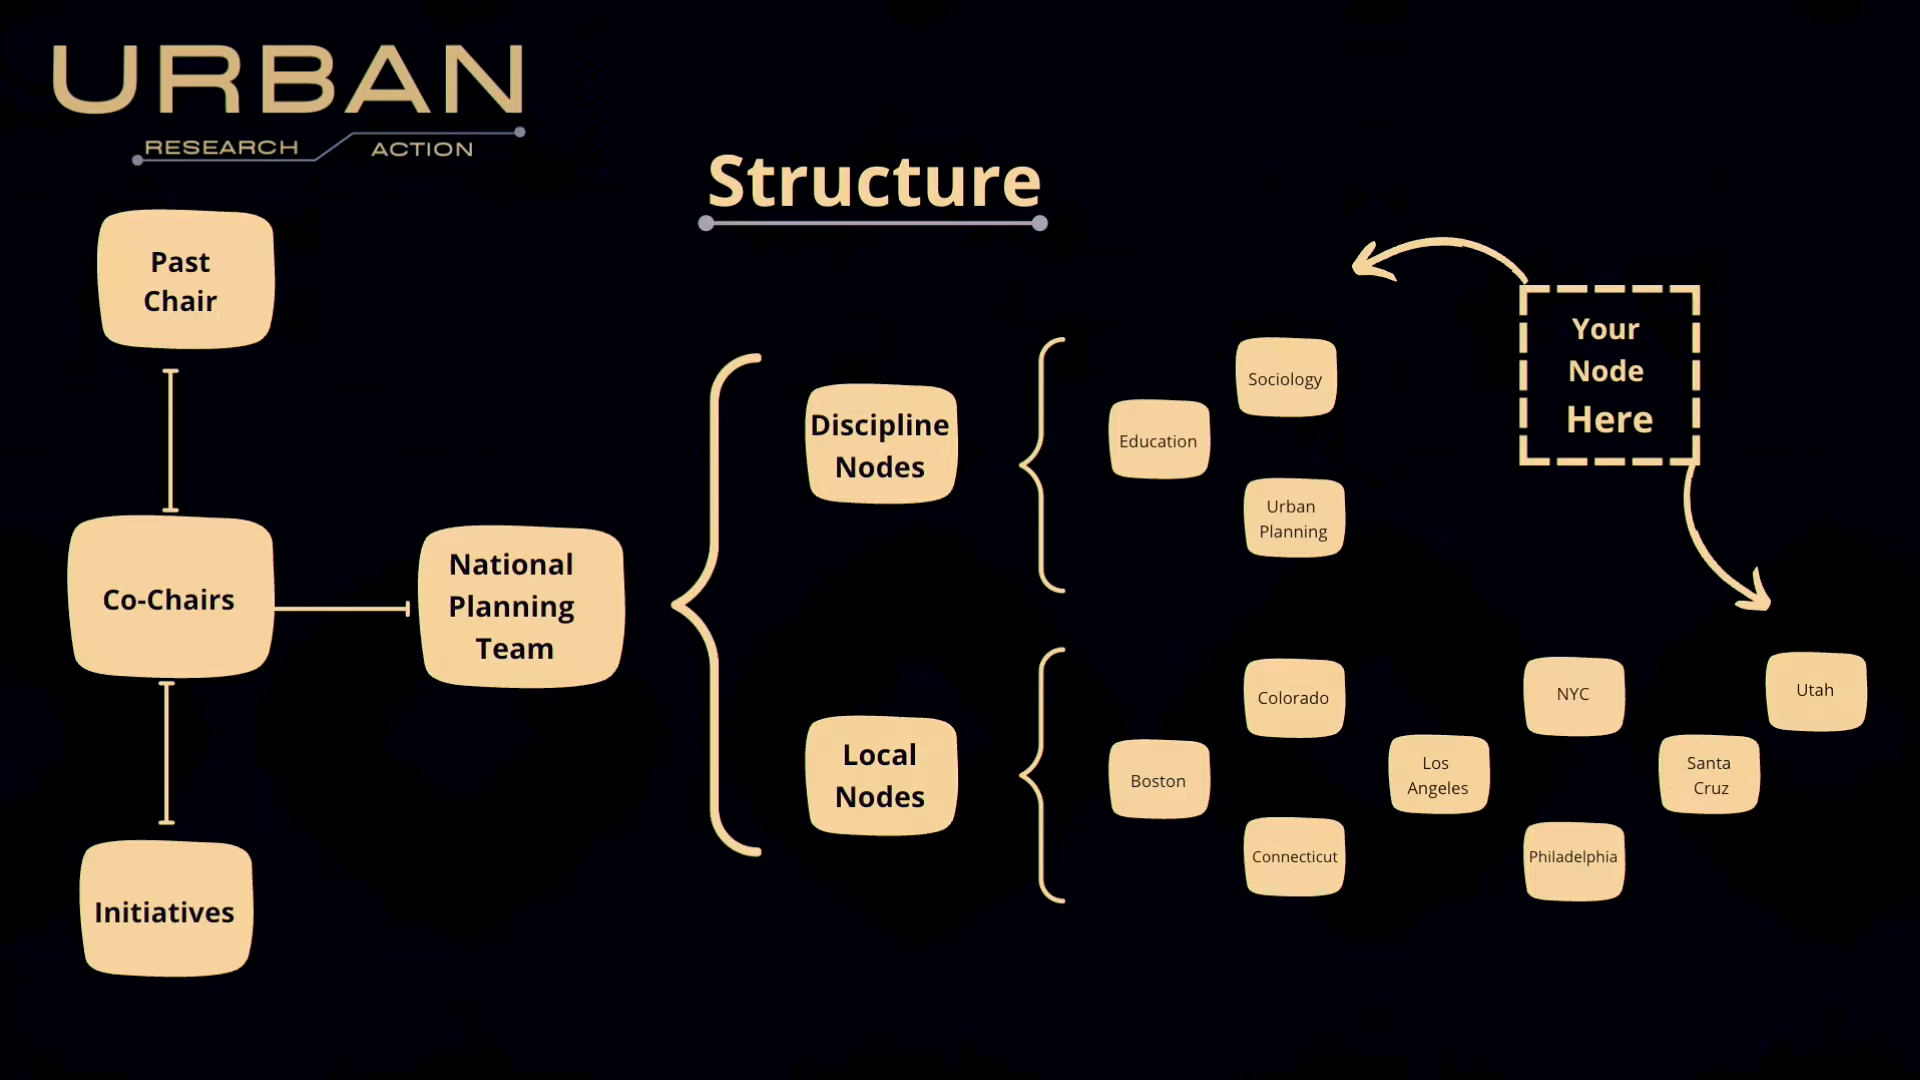 URBAN
RESEARCH ACTION
Structure
Past
Chair
Co-Chairs
Initiatives
National
Planning
Team
Discipline
Nodes
Local
Nodes
Sociology
Education
Urban
Planning
Your
Node
Here
Colorado
NYC
Utah
Boston
Los
Angeles
Santa
Cruz
Connecticut
Philadelphia